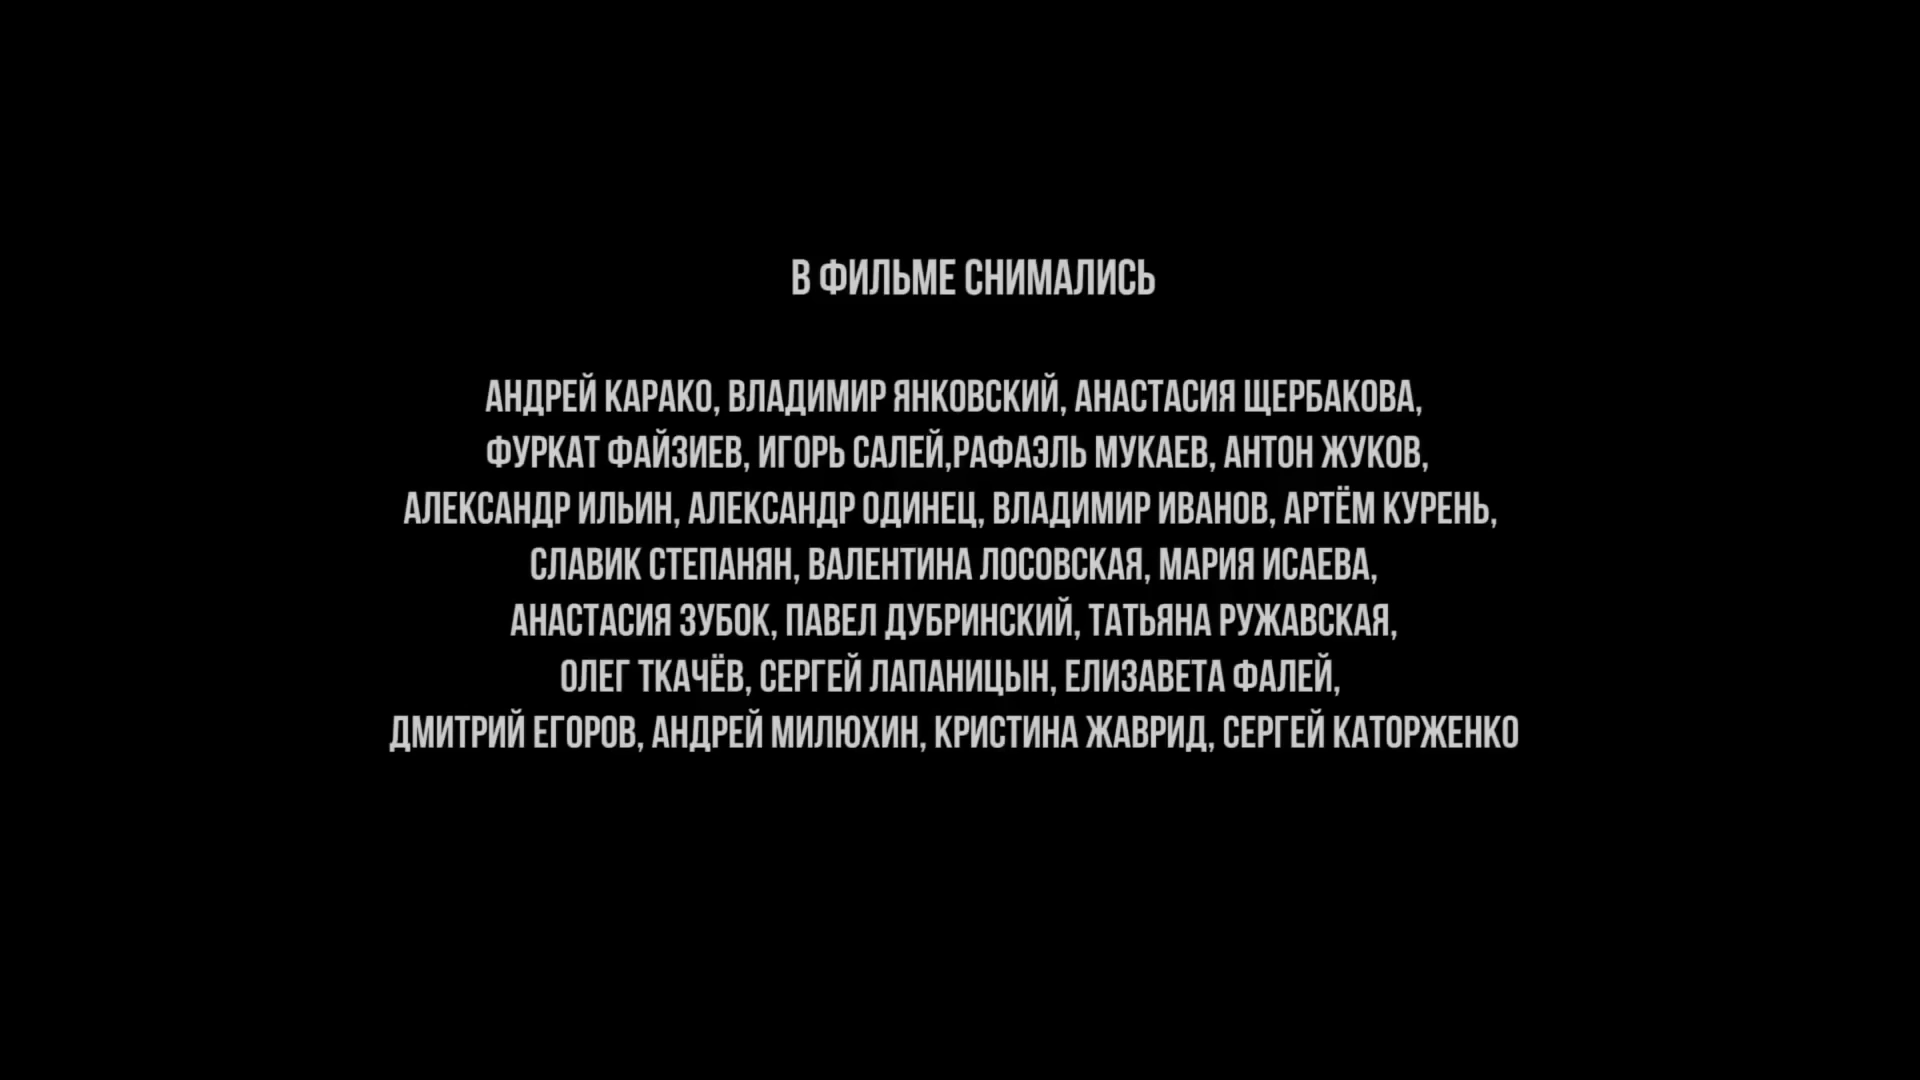 В ФИЛЬМЕ СНИМАЛИСЬ
АНДРЕЙ КАРАКО, ВЛАДИМИР ЯНКОВСКИЙ, АНАСТАСИЯ ЩЕРБАКОВА,
ФУРКАТ ФАЙЗИЕВ, ИГОРЬ САЛЕЙ,РАФАЭЛЬ МУКАЕВ, АНТОН ЖУКОВ,
АЛЕКСАНДР ИЛЬИН, АЛЕКСАНДР ОДИНЕЦ, ВЛАДИМИР ИВАНОВ, АРТЁМ КУРЕНЬ,
СЛАВИК СТЕПАНЯН, ВАЛЕНТИНА ЛОСОВСКАЯ, МАРИЯ ИСАЕВА,
АНАСТАСИЯ ЗУБОК, ПАВЕЛ ДУБРИНСКИЙ, ТАТЬЯНА РУЖАВСКАЯ,
ОЛЕГ ТКАЧЁВ, СЕРГЕЙ ЛАПАНИЦЫН, ЕЛИЗАВЕТА ФАЛЕЙ,
ДМИТРИЙ ЕГОРОВ, АНДРЕЙ МИЛЮХИН, КРИСТИНА ЖАВРИД, СЕРГЕЙ КАТОРЖЕНКО